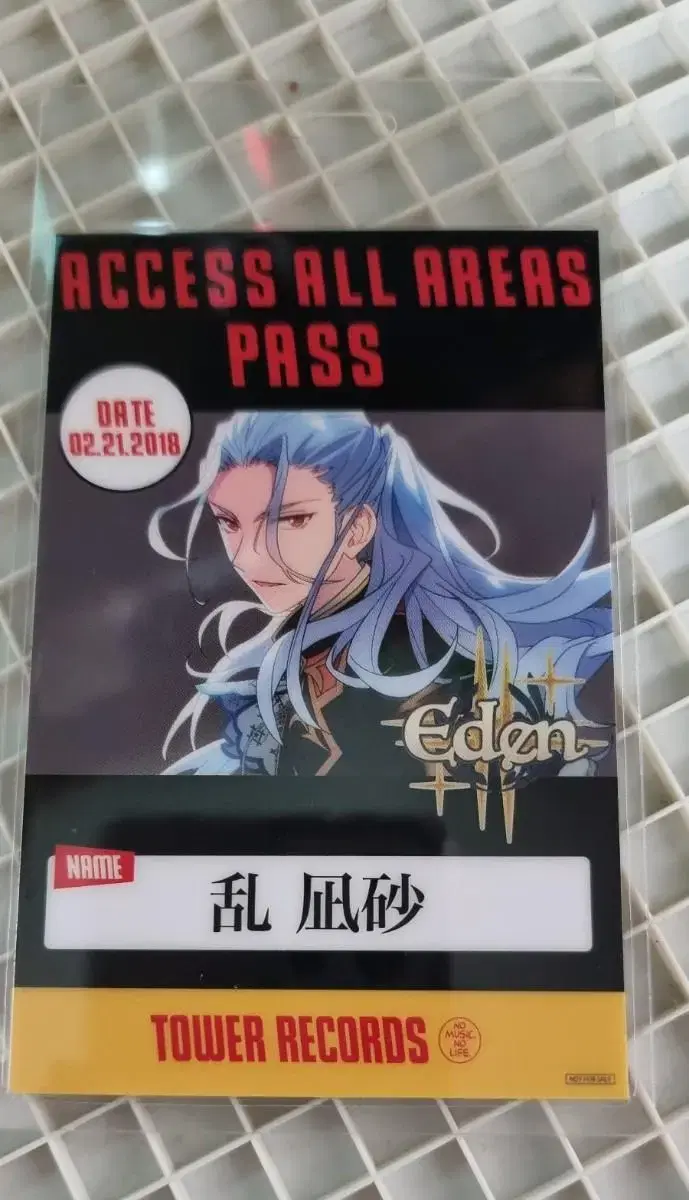 ACCESS ALL AREAS
PASS
DATE
02.21.2018
Eden
NAME
乱 凪砂
TOWER RECORDS
NO
MUSIC.
NO
LIFE.
NOT FOR SALE